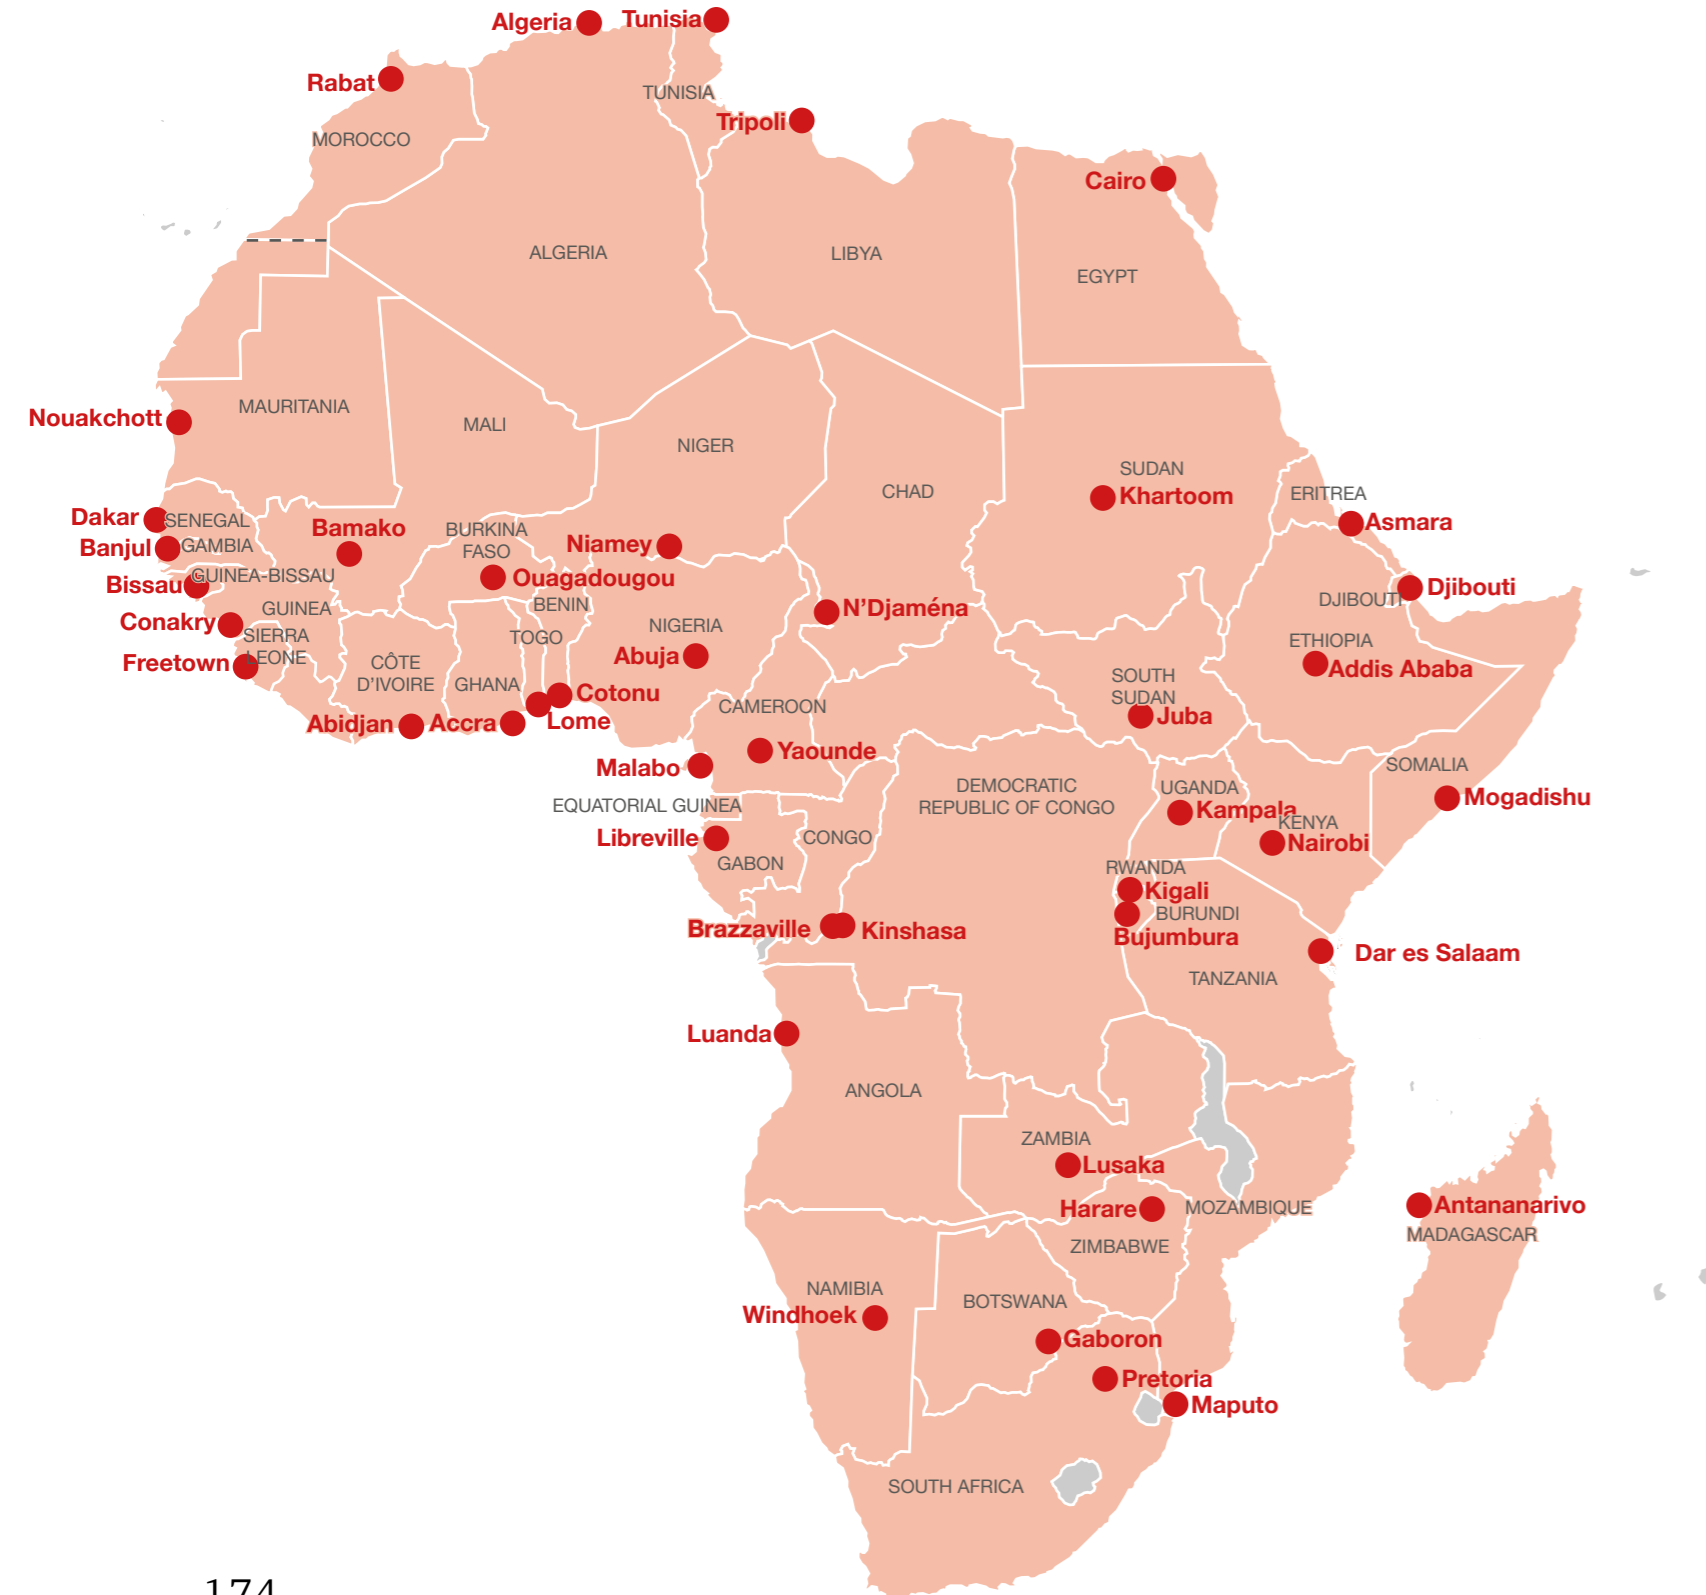 Algeria
Tunisia
Rabat
TUNISIA
Tripoli
MOROCCO
Cairo
ALGERIA
LIBYA
EGYPT
MAURITANIA
Nouakchott
MALI
NIGER
SUDAN
CHAD
ERITREA
Khartoom
Dakar
SENEGAL
Bamako
BURKINA
FASO
Asmara
Banjul
GAMBIA
Niamey
Bissau
GUINEA-BISSAU
Ouagadougou
Djibouti
DJIBOUTI
GUINEA
BENIN
N'Djaména
Conakry
SIERRA
LEONE
TOGO
NIGERIA
ETHIOPIA
Freetown
CÔTE
D'IVOIRE
GHANA
Abuja
Addis Ababa
SOUTH
SUDAN
Cotonu
CAMEROON
Juba
Abidjan
Accra
Lome
Yaounde
Malabo
SOMALIA
DEMOCRATIC
REPUBLIC OF CONGO
UGANDA
Mogadishu
EQUATORIAL GUINEA
Kampala
KENYA
Libreville
CONGO
Nairobi
GABON
RWANDA
Kigali
BURUNDI
Brazzaville
Kinshasa
Bujumbura
Dar es Salaam
TANZANIA
Luanda
ANGOLA
ZAMBIA
Lusaka
Harare
MOZAMBIQUE
Antananarivo
MADAGASCAR
ZIMBABWE
NAMIBIA
BOTSWANA
Windhoek
Gaboron
Pretoria
Maputo
SOUTH AFRICA
174